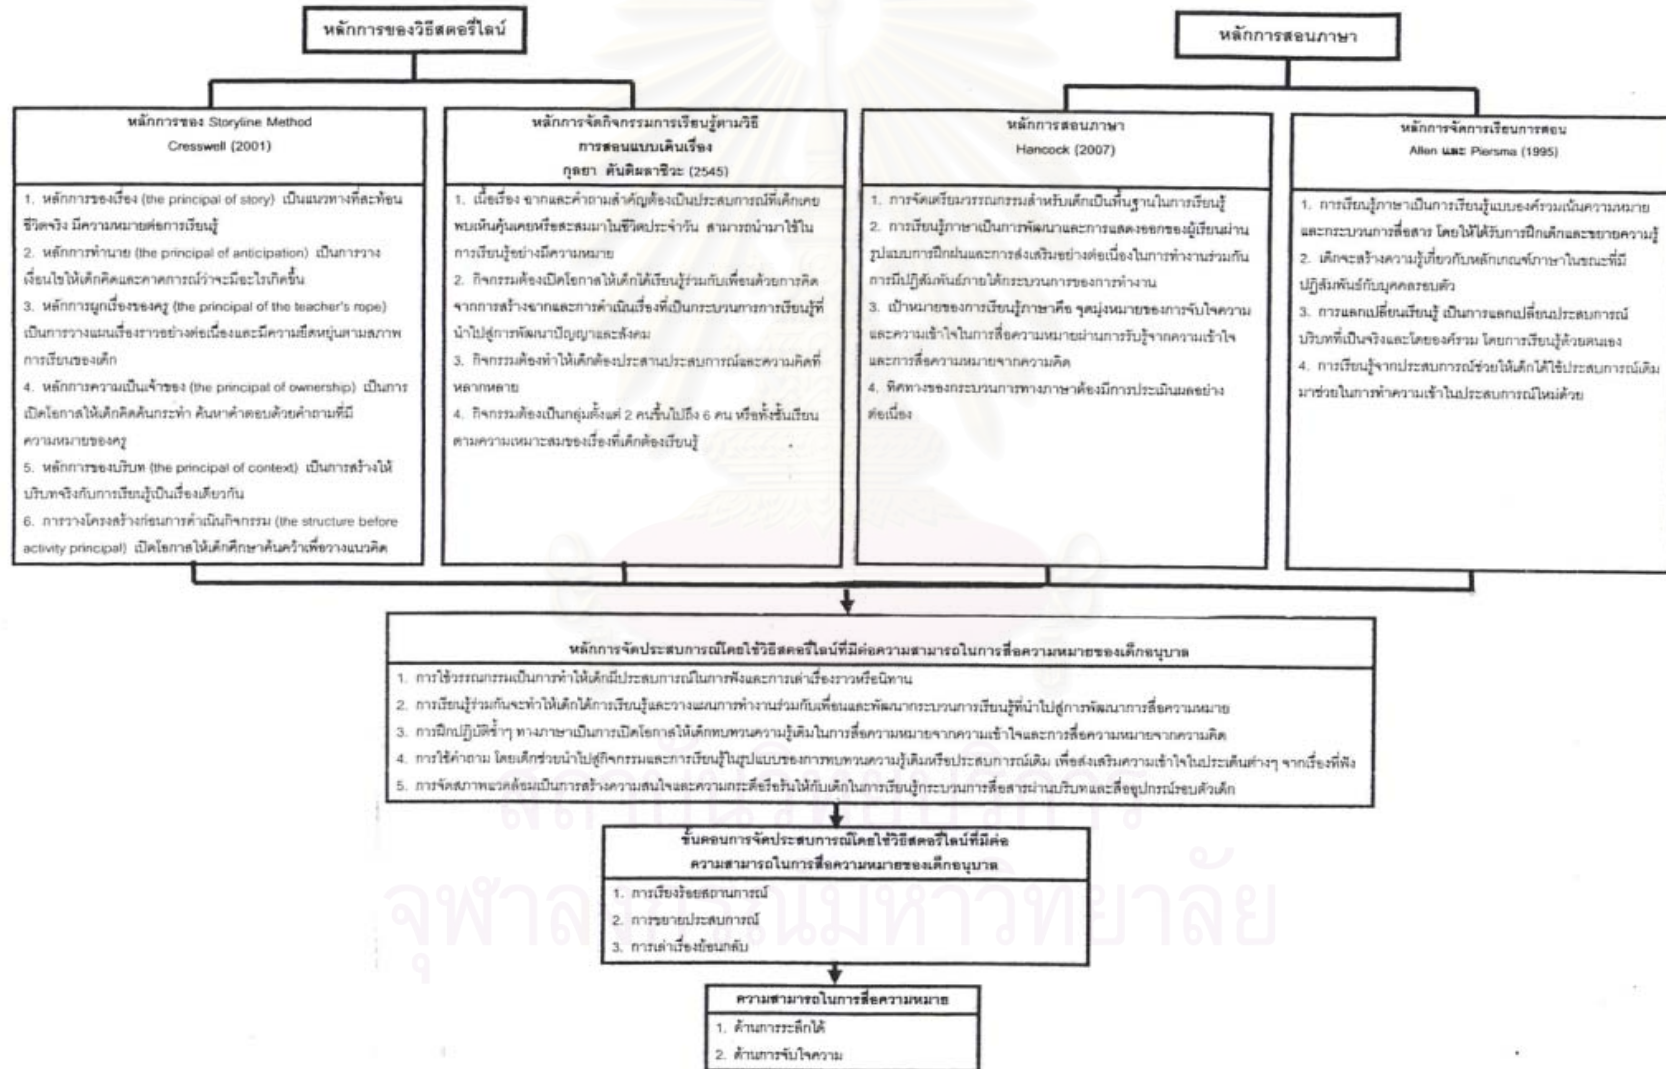 หลักการของวิธีสตอรี่ไลน์
หลักการสอนภาษา
หลักการของ Storyline Method
Cresswell (2001)
1. หลักการของเรื่อง (the principal of story) เป็นแนวทางที่สะท้อน
ชีวิตจริง มีความหมายต่อการเรียนรู้
2. หลักการทำนาย (the principal of anticipation) เป็นการวาง
เงื่อนไขให้เด็กคิดและคาดการณ์ว่าจะมีอะไรเกิดขึ้น
3. หลักการผูกเรื่องของครู (the principal of the teacher's rope)
เป็นการวางแผนเรื่องราวอย่างต่อเนื่องและมีความยืดหยุ่นตามสภาพ
การเรียนของเด็ก
4. หลักการความเป็นเจ้าของ (the principal of ownership) เป็นการ
เปิดโอกาสให้เด็กคิดค้นกระทำ ค้นหาคำตอบด้วยคำถามที่มี
ความหมายของครู
5. หลักการของบริบท (the principal of context) เป็นการสร้างให้
บริบทจริงกับการเรียนรู้เป็นเรื่องเดียวกัน
6. การวางโครงสร้างก่อนการดำเนินกิจกรรม (the structure before
activity principal) เปิดโอกาสให้เด็กศึกษาค้นคว้าเพื่อวางแนวคิด
หลักการจัดกิจกรรมการเรียนรู้ตามวิธี
การสอนแบบเดินเรื่อง
กุลยา ตันติผลาชีวะ (2545)
1. เนื้อเรื่อง ฉากและคำถามสำคัญต้องเป็นประสบการณ์ที่เด็กเคย
พบเห็นคุ้นเคยหรือสะสมมาในชีวิตประจำวัน สามารถนำมาใช้ใน
การเรียนรู้อย่างมีความหมาย
2. กิจกรรมต้องเปิดโอกาสให้เด็กได้เรียนรู้ร่วมกับเพื่อนด้วยการคิด
จากการสร้างฉากและการดำเนินเรื่องที่เป็นกระบวนการการเรียนรู้ที่
นำไปสู่การพัฒนาปัญญาและสังคม
3. กิจกรรมต้องทำให้เด็กต้องประสานประสบการณ์และความคิดที่
หลากหลาย
4. กิจกรรมต้องเป็นกลุ่มตั้งแต่ 2 คนขึ้นไปถึง 6 คน หรือทั้งชั้นเรียน
ตามความเหมาะสมของเรื่องที่เด็กต้องเรียนรู้
หลักการสอนภาษา
Hancock (2007)
1. การจัดเตรียมวรรณกรรมสำหรับเด็กเป็นพื้นฐานในการเรียนรู้
2. การเรียนรู้ภาษาเป็นการพัฒนาและการแสดงออกของผู้เรียนผ่าน
รูปแบบการฝึกฝนและการส่งเสริมอย่างต่อเนื่องในการทำงานร่วมกัน
การมีปฏิสัมพันธ์ภายใต้กระบวนการของการทำงาน
3. เป้าหมายของการเรียนรู้ภาษาคือ จุดมุ่งหมายของการจับใจความ
และความเข้าใจในการสื่อความหมายผ่านการรับรู้จากความเข้าใจ
และการสื่อความหมายจากความคิด
4. ทิศทางของกระบวนการทางภาษาต้องมีการประเมินผลอย่าง
ต่อเนื่อง
หลักการจัดการเรียนการสอน
Allen และ Piersma (1995)
1. การเรียนรู้ภาษาเป็นการเรียนรู้แบบองค์รวมเน้นความหมาย
และกระบวนการสื่อสาร โดยให้ได้รับการฝึกเด็กและขยายความรู้
2. เด็กจะสร้างความรู้เกี่ยวกับหลักเกณฑ์ภาษาในขณะที่มี
ปฏิสัมพันธ์กับบุคคลรอบตัว
3. การแลกเปลี่ยนเรียนรู้ เป็นการแลกเปลี่ยนประสบการณ์
บริบทที่เป็นจริงและโดยองค์รวม โดยการเรียนรู้ด้วยตนเอง
4. การเรียนรู้จากประสบการณ์ช่วยให้เด็กได้ใช้ประสบการณ์เดิม
มาช่วยในการทำความเข้าในประสบการณ์ใหม่ด้วย
หลักการจัดประสบการณ์โดยใช้วิธีสตอรี่ไลน์ที่มีต่อความสามารถในการสื่อความหมายของเด็กอนุบาล
1. การใช้วรรณกรรมเป็นการทำให้เด็กมีประสบการณ์ในการฟังและการเล่าเรื่องราวหรือนิทาน
2. การเรียนรู้ร่วมกันจะทำให้เด็กได้การเรียนรู้และวางแผนการทำงานร่วมกับเพื่อนและพัฒนากระบวนการเรียนรู้ที่นำไปสู่การพัฒนาการสื่อความหมาย
3. การฝึกปฏิบัติซ้ำๆ ทางภาษาเป็นการเปิดโอกาสให้เด็กทบทวนความรู้เดิมในการสื่อความหมายจากความเข้าใจและการสื่อความหมายจากความคิด
4. การใช้คำถาม โดยเด็กช่วยนำไปสู่กิจกรรมและการเรียนรู้ในรูปแบบของการทบทวนความรู้เดิมหรือประสบการณ์เดิม เพื่อส่งเสริมความเข้าใจในประเด็นต่างๆ จากเรื่องที่ฟัง
5. การจัดสภาพแวดล้อมเป็นการสร้างความสนใจและความกระตือรือร้นให้กับเด็กในการเรียนรู้กระบวนการสื่อสารผ่านบริบทและสื่ออุปกรณ์รอบตัวเด็ก
ขั้นตอนการจัดประสบการณ์โดยใช้วิธีสตอรี่ไลน์ที่มีต่อ
ความสามารถในการสื่อความหมายของเด็กอนุบาล
1. การเรียงร้อยสถานการณ์
2. การขยายประสบการณ์
3. การเล่าเรื่องย้อนกลับ
ความสามารถในการสื่อความหมาย
1. ด้านการระลึกได้
2. ด้านการจับใจความ
สถาบันวิทยบริการ
จุฬาลงกรณ์มหาวิทยาลัย